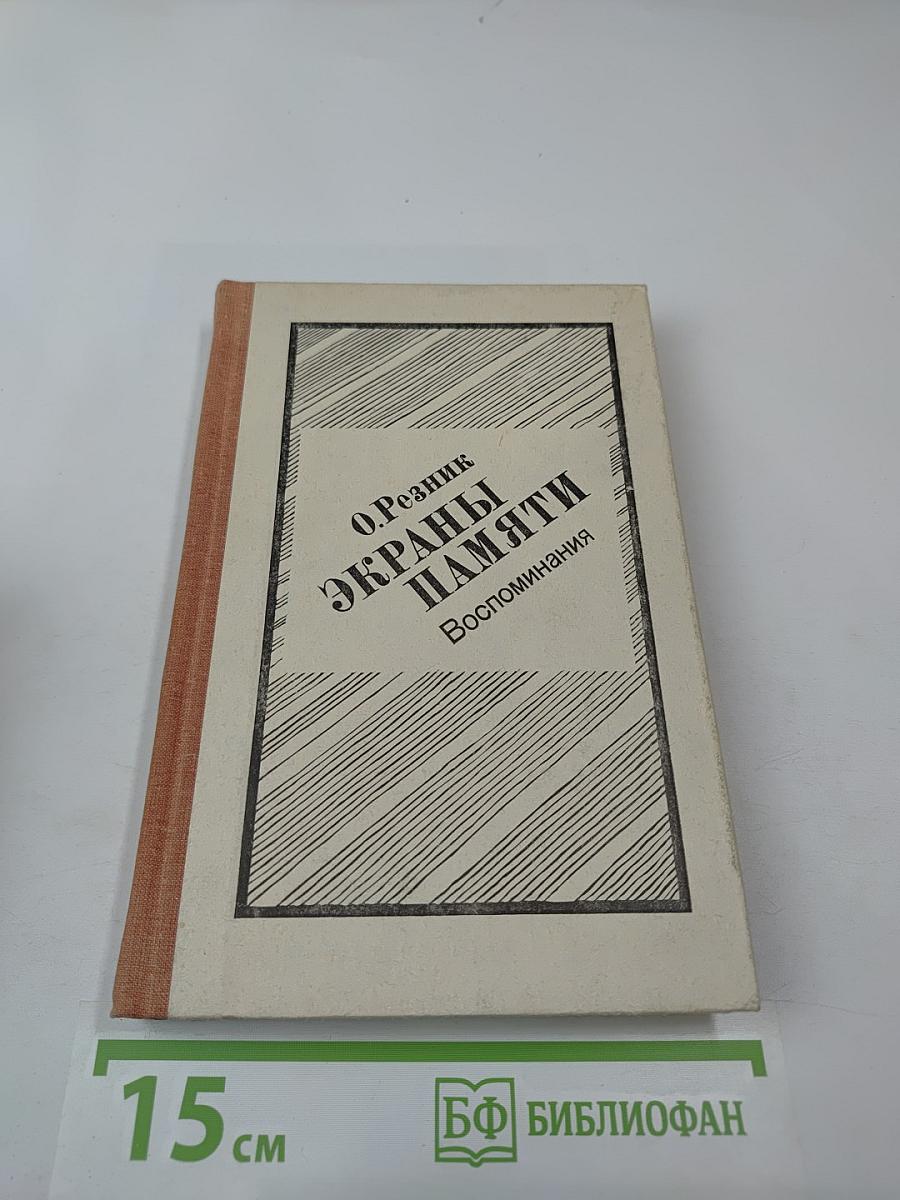 О.Резник
ЭКРАНЫ
ПАМЯТИ
Воспоминания
15 см
БФ БИБЛИОФАН